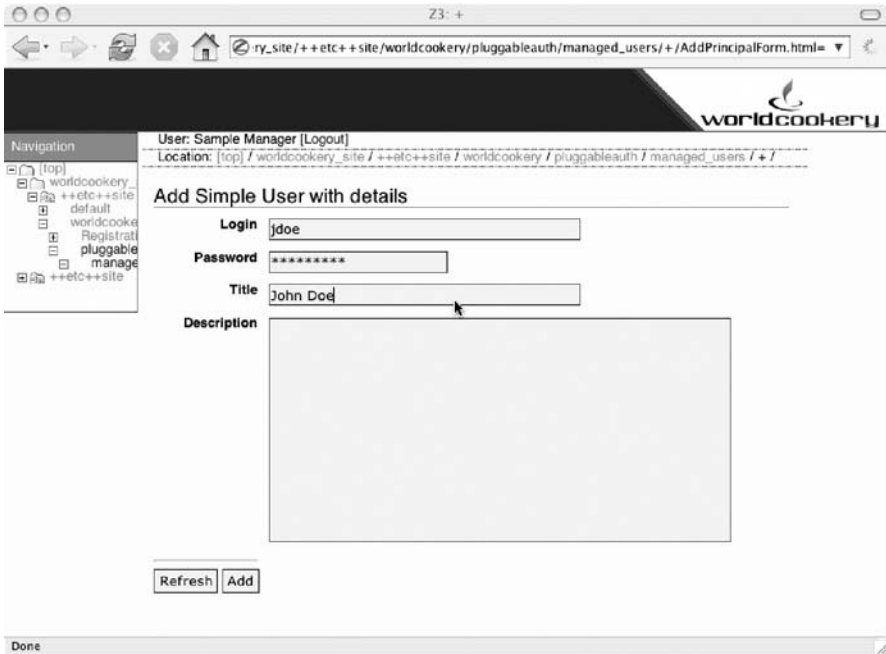 Z3: +
ry_site/++etc++site/worldcookery/pluggableauth/managed_users/+/AddPrincipalForm.html=
worldcookery
Navigation
User: Sample Manager [Logout]
Location: [top] / worldcookery_site / ++etc++site / worldcookery / pluggableauth / managed_users / + /
[top]
worldcookery_
++etc++site
default
worldcooke
Registrati
pluggable
manage
++etc++site
Add Simple User with details
Login jdoe
Password *********
Title John Doe
Description
Refresh Add
Done